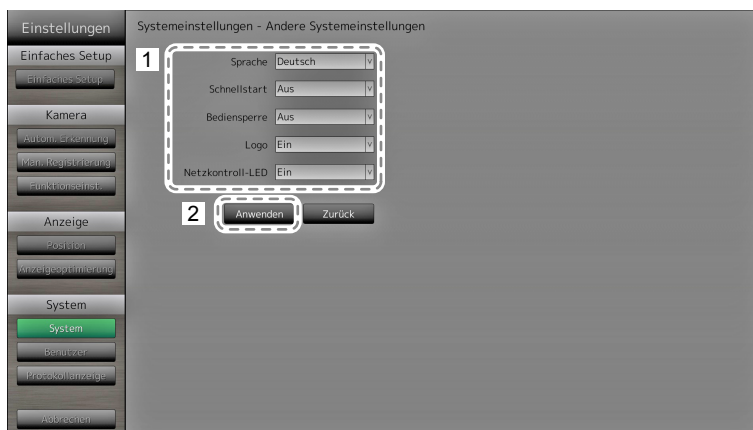 Einstellungen
Systemeinstellungen - Andere Systemeinstellungen
Einfaches Setup
Einfaches Setup
Kamera
Autom. Erkennung
Man. Registrierung
Funktionseinst.
Anzeige
Position
Anzeigeoptimierung
System
System
Benutzer
Protokollanzeige
Abbrechen
1
Sprache Deutsch
Schnellstart Aus
Bediensperre Aus
Logo Ein
Netzkontroll-LED Ein
2 Anwenden Zurück